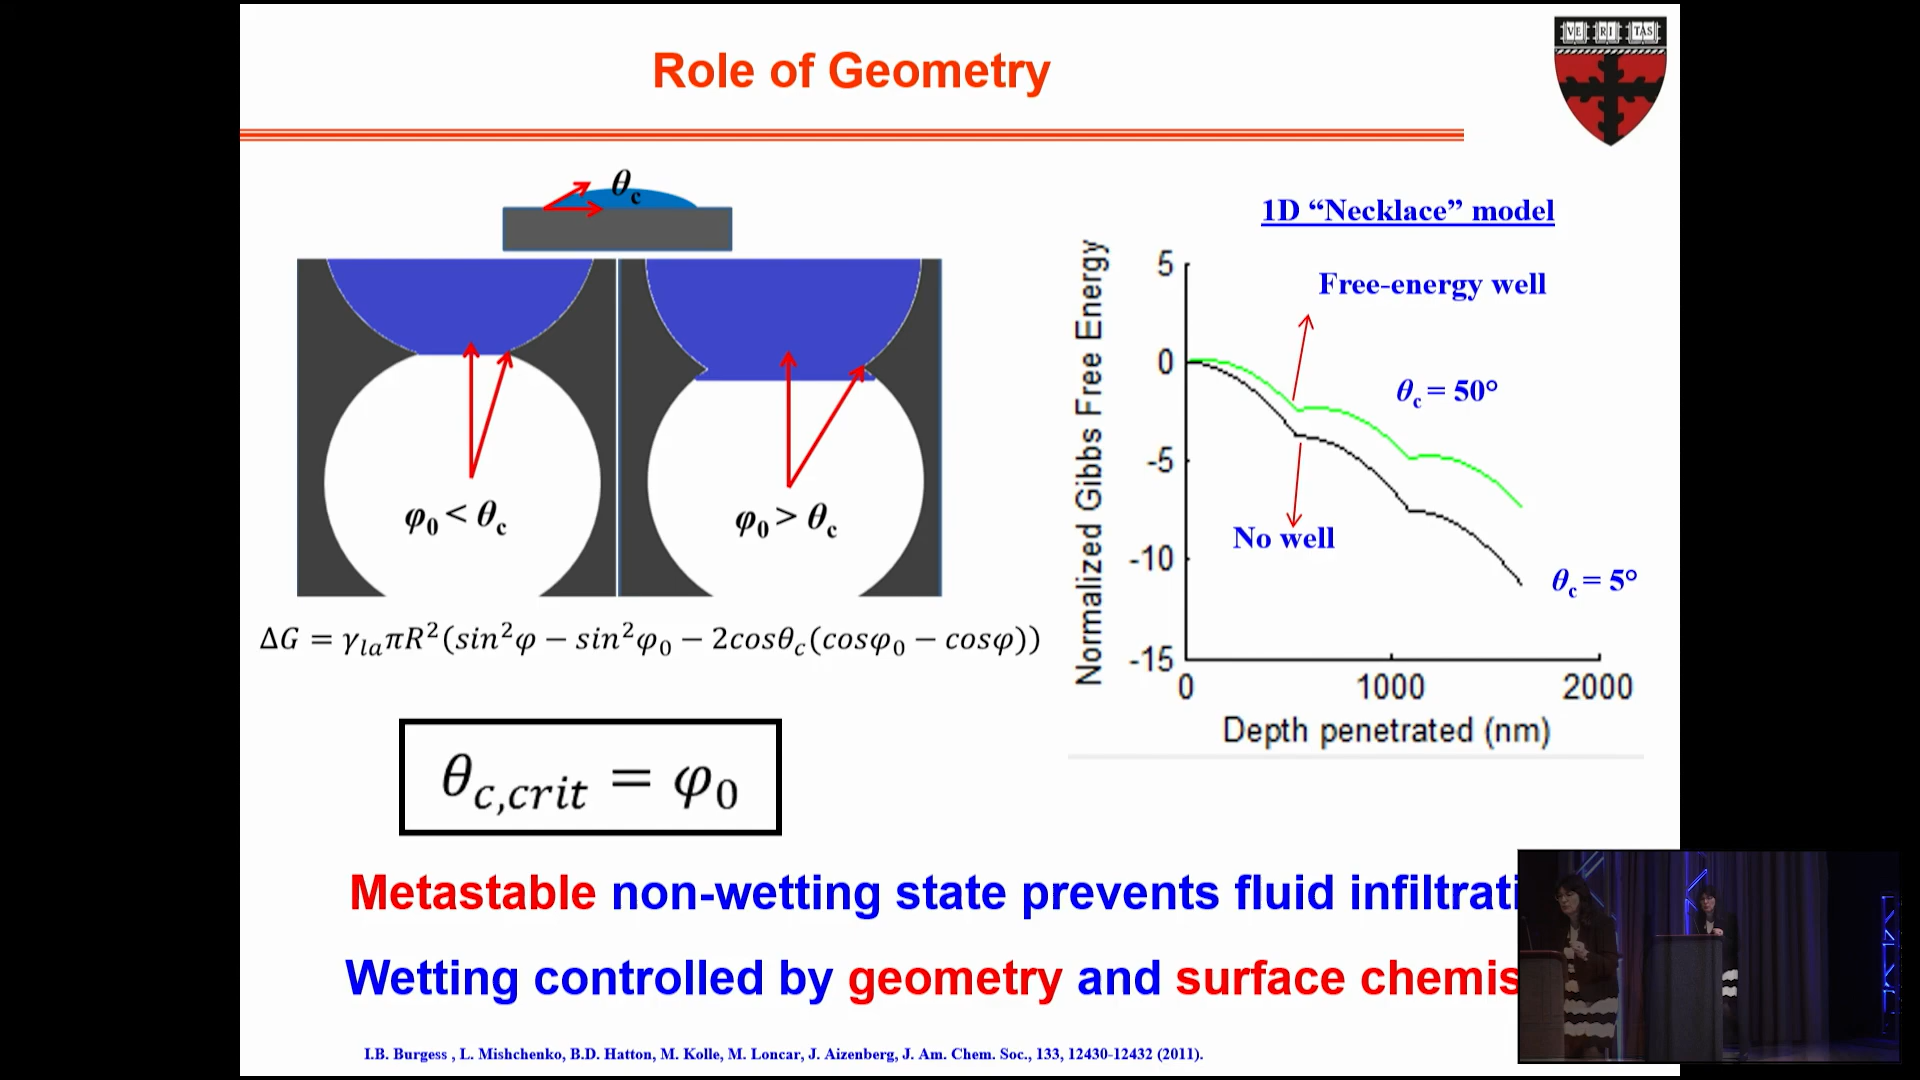 Role of Geometry
VE RI TAS
θc
1D “Necklace” model
Normalized Gibbs Free Energy
5
0
-5
-10
-15
Free-energy well
θc = 50°
No well
θc = 5°
0 1000 2000
Depth penetrated (nm)
φ0 < θc
φ0 > θc
ΔG = γlaπR²(sin²φ − sin²φ0 − 2cosθc(cosφ0 − cosφ))
θc,crit = φ0
Metastable non-wetting state prevents fluid infiltrati
Wetting controlled by geometry and surface chemis
I.B. Burgess , L. Mishchenko, B.D. Hatton, M. Kolle, M. Loncar, J. Aizenberg, J. Am. Chem. Soc., 133, 12430-12432 (2011).